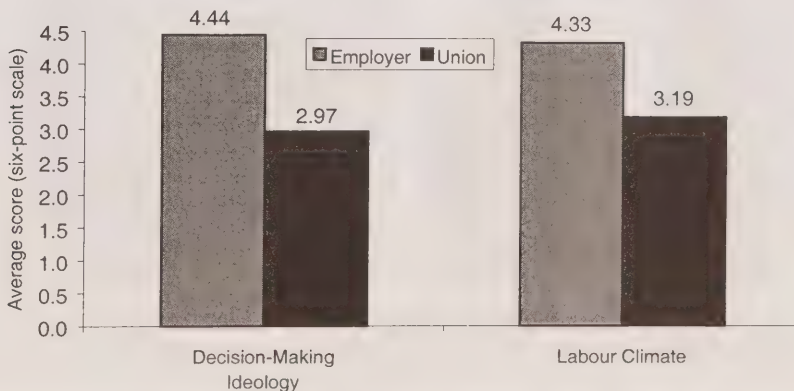 4.44
4.33
4.5
Employer Union
4.0
3.5
3.19
2.97
3.0
2.5
2.0
1.5
1.0
0.5
0.0
Average score (six-point scale)
Decision-Making
Ideology
Labour Climate